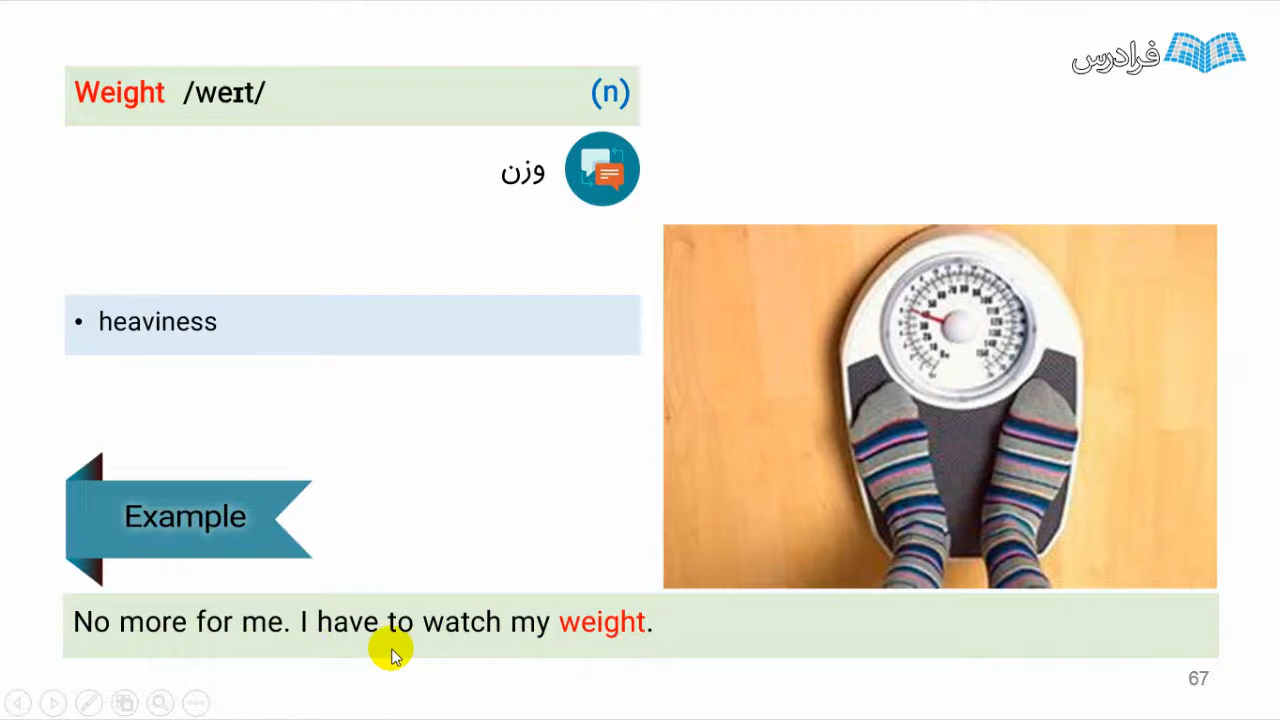 فرادرس
Weight /weɪt/ (n)
وزن
• heaviness
Example
No more for me. I have to watch my weight.
67